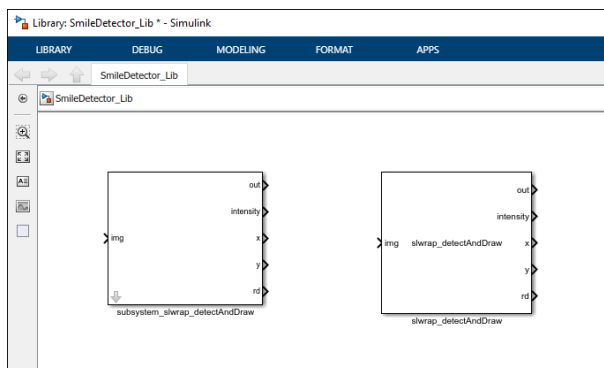 Library: SmileDetector_Lib * - Simulink
LIBRARY DEBUG MODELING FORMAT APPS
SmileDetector_Lib
SmileDetector_Lib
img
out
intensity
x
y
rd
subsystem_slwrap_detectAndDraw
img
slwrap_detectAndDraw
out
intensity
x
y
rd
slwrap_detectAndDraw